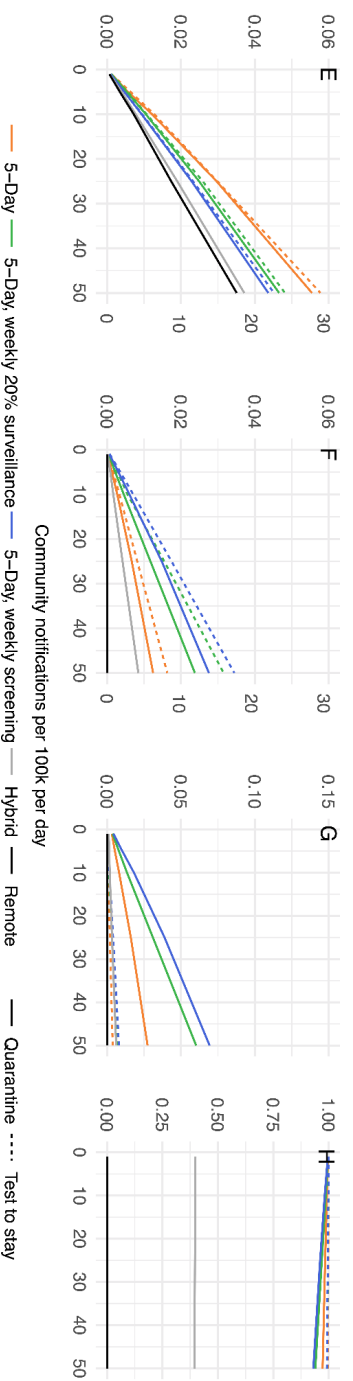 E
0.06
0.04
0.02
0.00
0 10 20 30 40 50
30
20
10
0
F
0.06
0.04
0.02
0.00
0 10 20 30 40 50
30
20
10
0
G
0.15
0.10
0.05
0.00
0 10 20 30 40 50
H
1.00
0.75
0.50
0.25
0.00
0 10 20 30 40 50
Community notifications per 100k per day
5−Day 5−Day, weekly 20% surveillance 5−Day, weekly screening Hybrid Remote Quarantine Test to stay